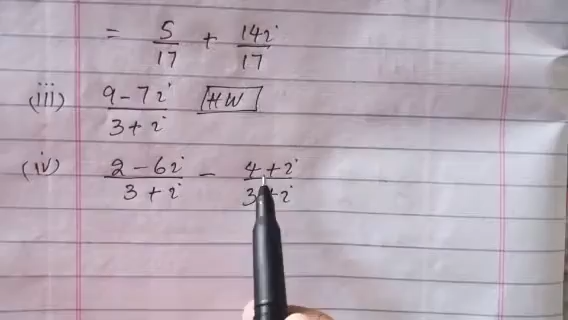 = 5/17 + 14i/17
(iii) 9-7i/3+i HW
(iv) 2-6i/3+i - 4+i/3+i